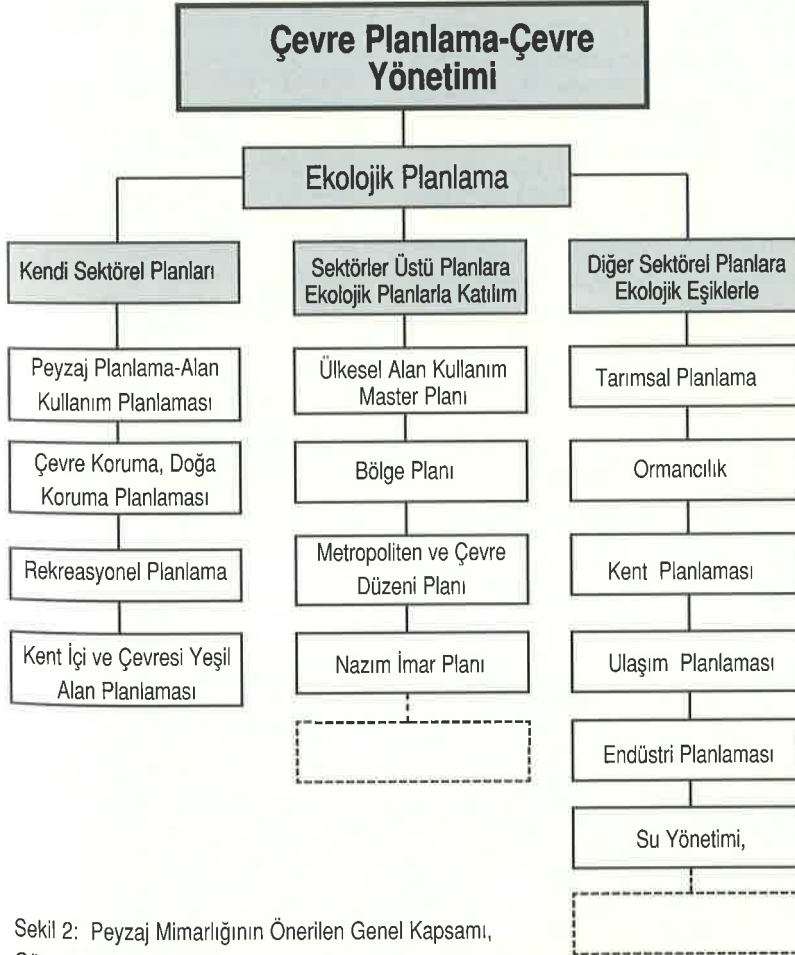 Çevre Planlama-Çevre
Yönetimi
Ekolojik Planlama
Kendi Sektörel Planları
Peyzaj Planlama-Alan
Kullanım Planlaması
Çevre Koruma, Doğa
Koruma Planlaması
Rekreasyonel Planlama
Kent İçi ve Çevresi Yeşil
Alan Planlaması
Sektörler Üstü Planlara
Ekolojik Planlarla Katılım
Ülkesel Alan Kullanım
Master Planı
Bölge Planı
Metropoliten ve Çevre
Düzeni Planı
Nazım İmar Planı
Diğer Sektörel Planlara
Ekolojik Eşiklerle
Tarımsal Planlama
Ormancılık
Kent Planlaması
Ulaşım Planlaması
Endüstri Planlaması
Su Yönetimi,
Sekil 2: Peyzaj Mimarlığının Önerilen Genel Kapsamı,